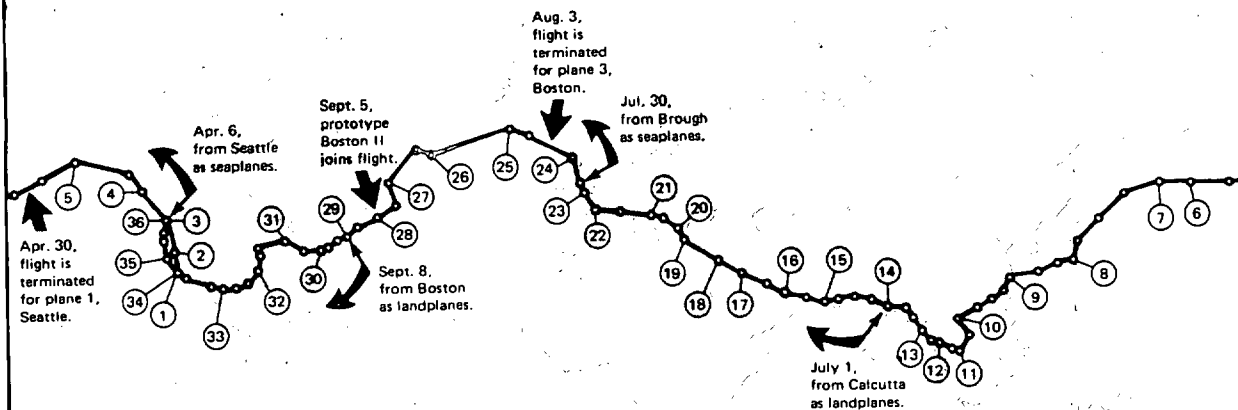 Aug. 3,
flight is
terminated
for plane 3,
Boston.
Jul. 30,
from Brough
as seaplanes.
Sept. 5,
prototype
Boston II
joins flight.
Apr. 6,
from Seattle
as seaplanes.
Apr. 30,
flight is
terminated
for plane 1,
Seattle.
Sept. 8,
from Boston
as landplanes.
July 1,
from Calcutta
as landplanes.
5
4
36
3
35
2
34
1
33
32
31
30
29
28
27
26
25
24
23
22
21
20
19
18
17
16
15
14
13
12
11
10
9
8
7
6